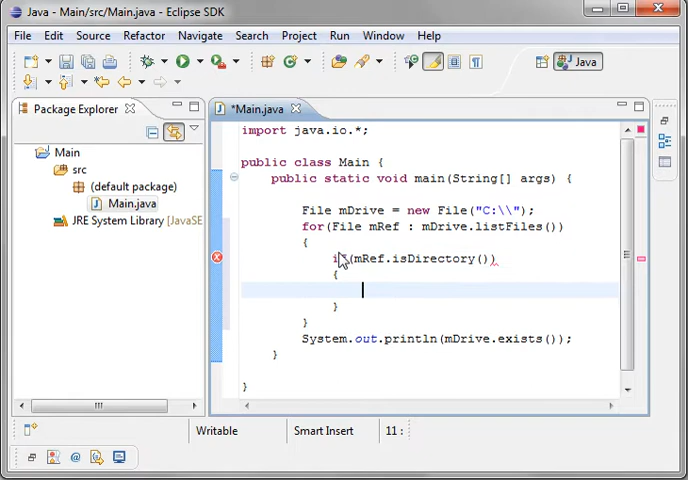 Java - Main/src/Main.java - Eclipse SDK
File Edit Source Refactor Navigate Search Project Run Window Help
Java
Package Explorer
*Main.java
Main
src
(default package)
Main.java
JRE System Library [JavaSE
import java.io.*;
public class Main {
public static void main(String[] args) {
File mDrive = new File("C:\\");
for(File mRef : mDrive.listFiles())
{
if(mRef.isDirectory())
{
}
}
System.out.println(mDrive.exists());
}
}
Writable Smart Insert 11 :